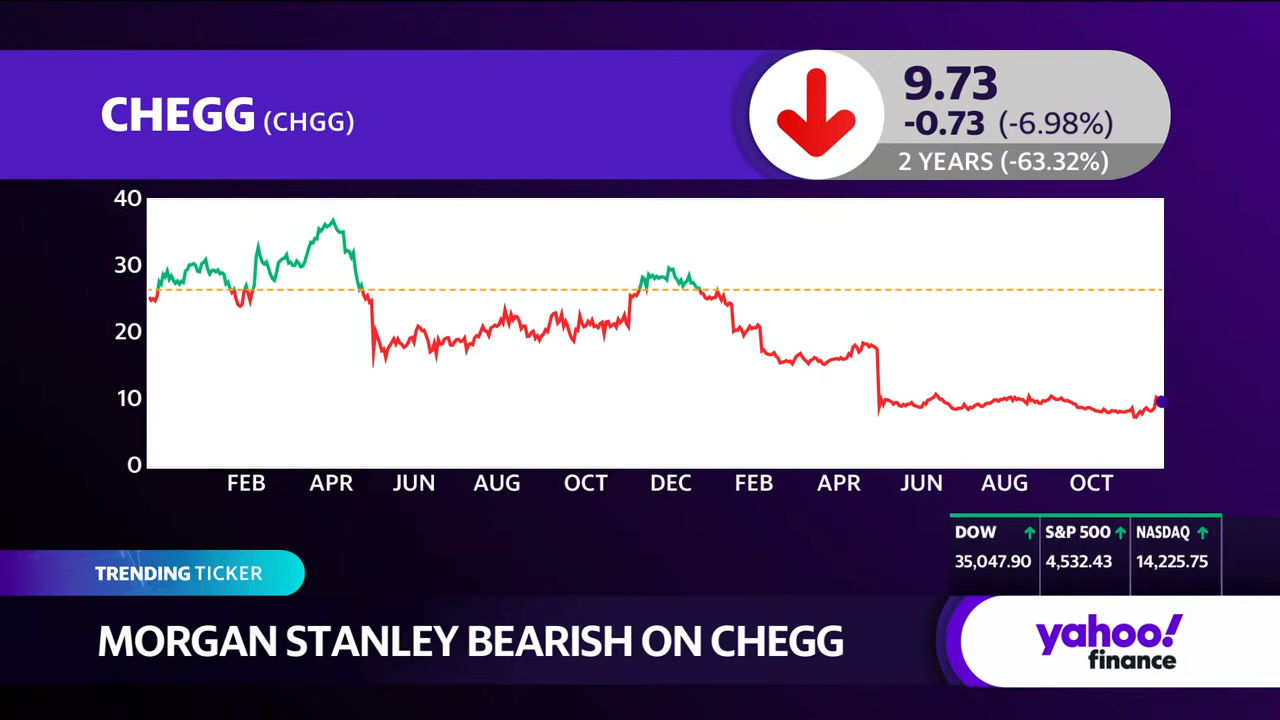 CHEGG (CHGG)
9.73
-0.73 (-6.98%)
2 YEARS (-63.32%)
40
30
20
10
0
FEB APR JUN AUG OCT DEC FEB APR JUN AUG OCT
DOW S&P 500 NASDAQ
35,047.90 4,532.43 14,225.75
TRENDING TICKER
MORGAN STANLEY BEARISH ON CHEGG
yahoo!
finance